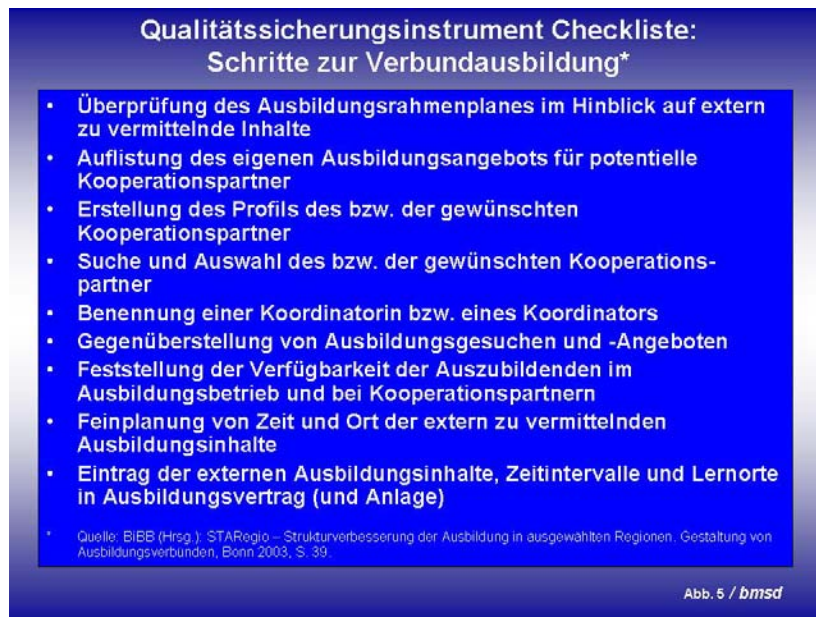 Qualitätssicherungsinstrument Checkliste:
Schritte zur Verbundausbildung*
• Überprüfung des Ausbildungsrahmenplanes im Hinblick auf extern
zu vermittelnde Inhalte
• Auflistung des eigenen Ausbildungsangebots für potentielle
Kooperationspartner
• Erstellung des Profils des bzw. der gewünschten
Kooperationspartner
• Suche und Auswahl des bzw. der gewünschten Kooperations-
partner
• Benennung einer Koordinatorin bzw. eines Koordinators
• Gegenüberstellung von Ausbildungsgesuchen und -Angeboten
• Feststellung der Verfügbarkeit der Auszubildenden im
Ausbildungsbetrieb und bei Kooperationspartnern
• Feinplanung von Zeit und Ort der extern zu vermittelnden
Ausbildungsinhalte
• Eintrag der externen Ausbildungsinhalte, Zeitintervalle und Lernorte
in Ausbildungsvertrag (und Anlage)
* Quelle: BiBB (Hrsg.): STARegio – Strukturverbesserung der Ausbildung in ausgewählten Regionen. Gestaltung von
Ausbildungsverbünden, Bonn 2003, S. 39.
Abb. 5 / bmsd